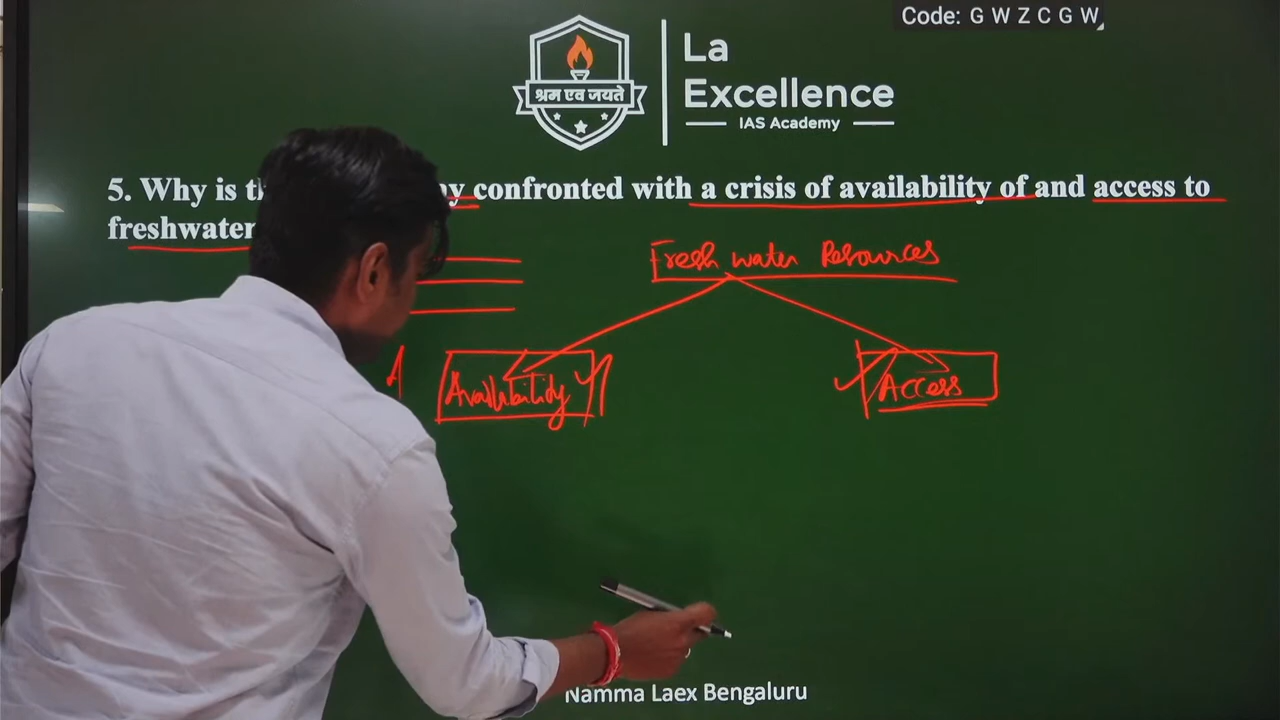 Code: G W Z C G W
La
Excellence
IAS Academy
श्रम एव जयते
5. Why is confronted with a crisis of availability of and access to
freshwater
Fresh water Resources
Availability
Access
Namma Laex Bengaluru